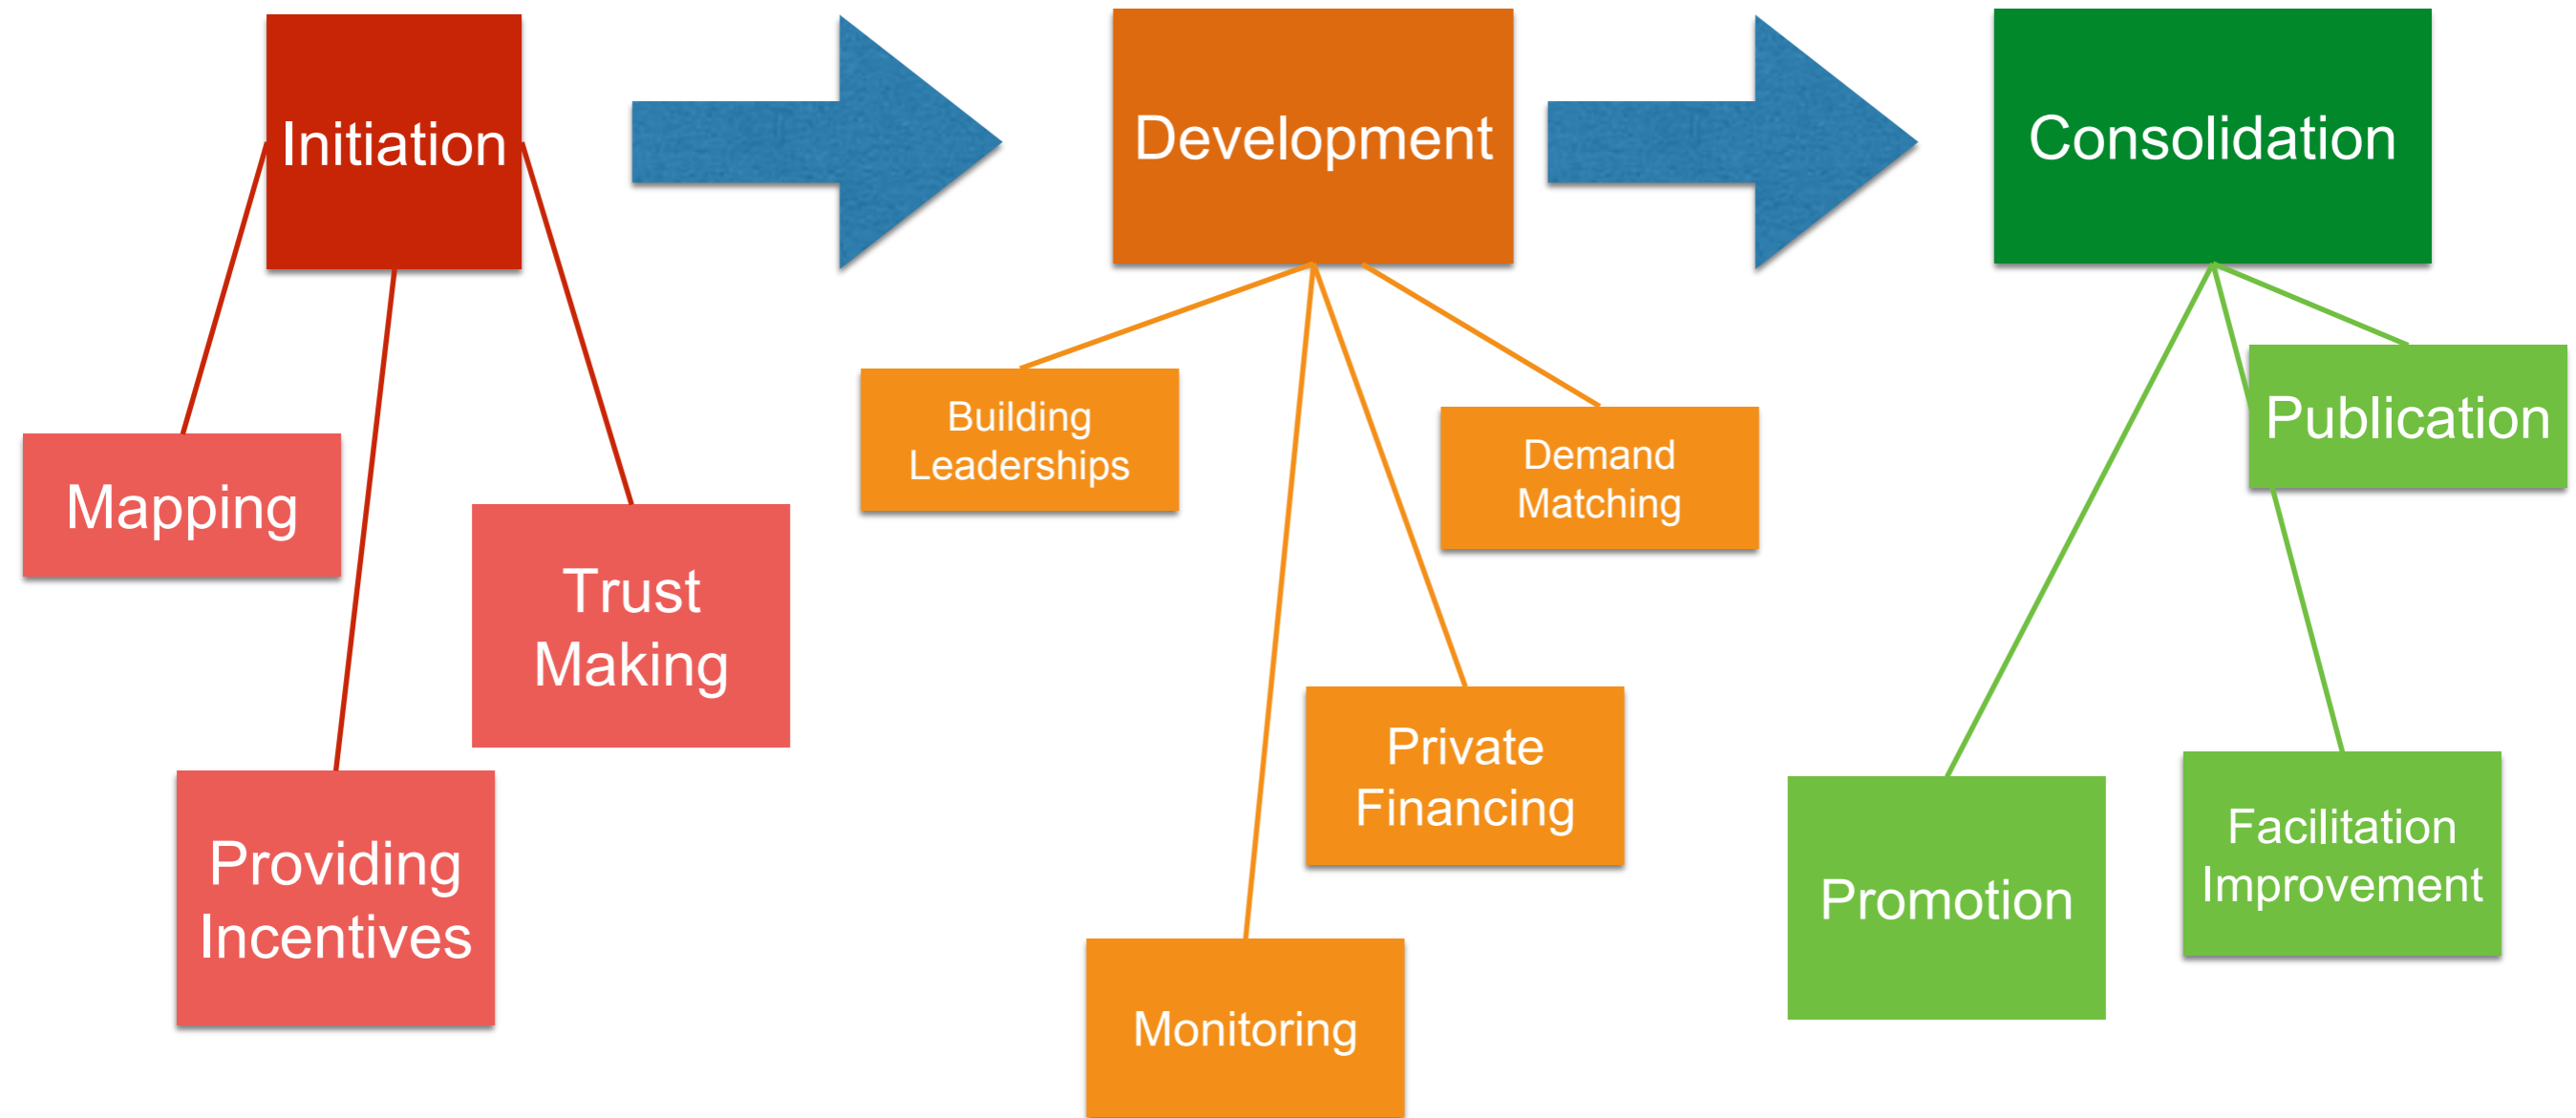 Initiation
Development
Consolidation
Mapping
Trust
Making
Providing
Incentives
Building
Leaderships
Demand
Matching
Private
Financing
Monitoring
Publication
Promotion
Facilitation
Improvement